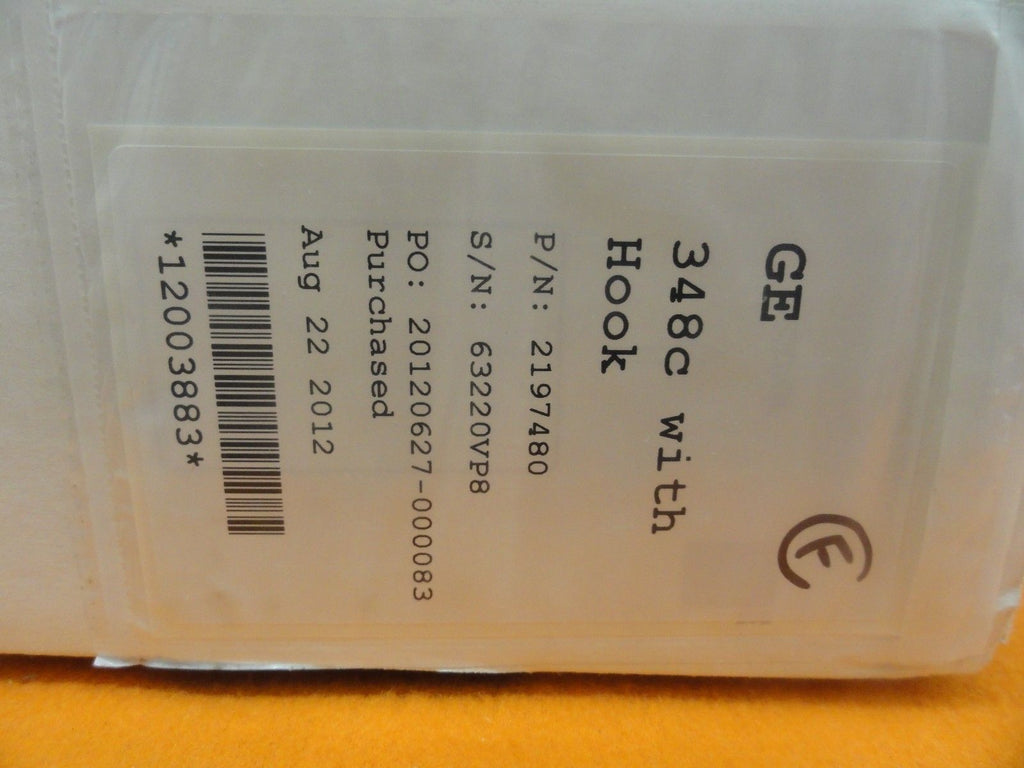 GE
F
348c with
Hook
P/N: 2197480
S/N: 63220VP8
PO: 20120627-000083
Purchased
Aug 22 2012
*12003883*